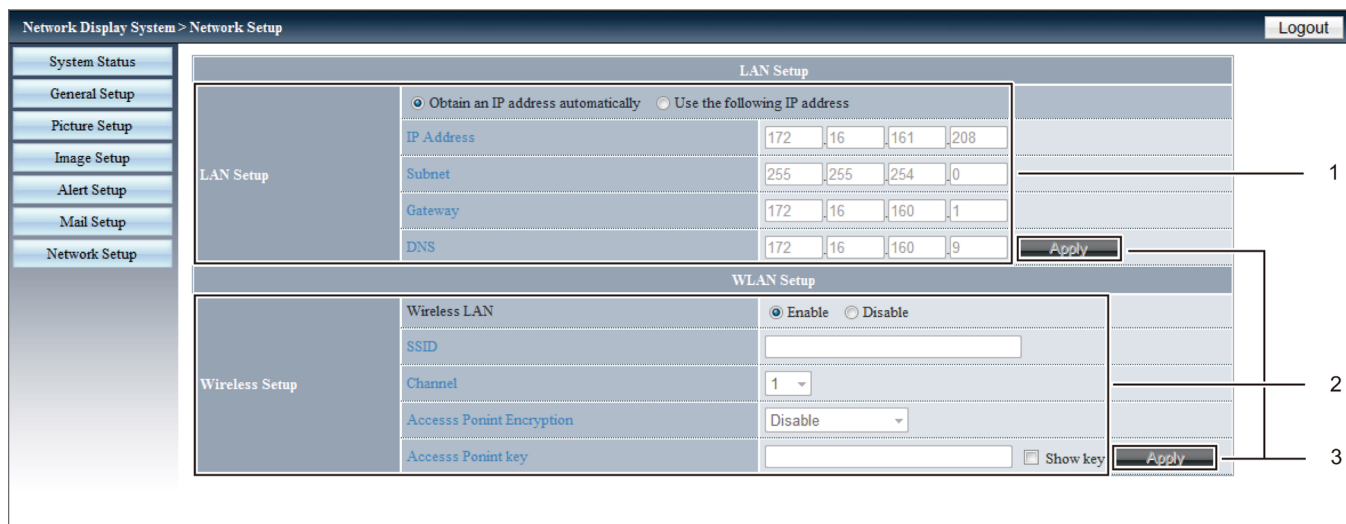 Network Display System > Network Setup
Logout
System Status
General Setup
Picture Setup
Image Setup
Alert Setup
Mail Setup
Network Setup
LAN Setup
LAN Setup
Obtain an IP address automatically Use the following IP address
IP Address 172 .16 .161 .208
Subnet 255 .255 .254 .0
Gateway 172 .16 .160 .1
DNS 172 .16 .160 .9 Apply
1
WLAN Setup
Wireless Setup
Wireless LAN Enable Disable
SSID
Channel 1
Accesss Ponint Encryption Disable
Accesss Ponint key Show key Apply
2
3